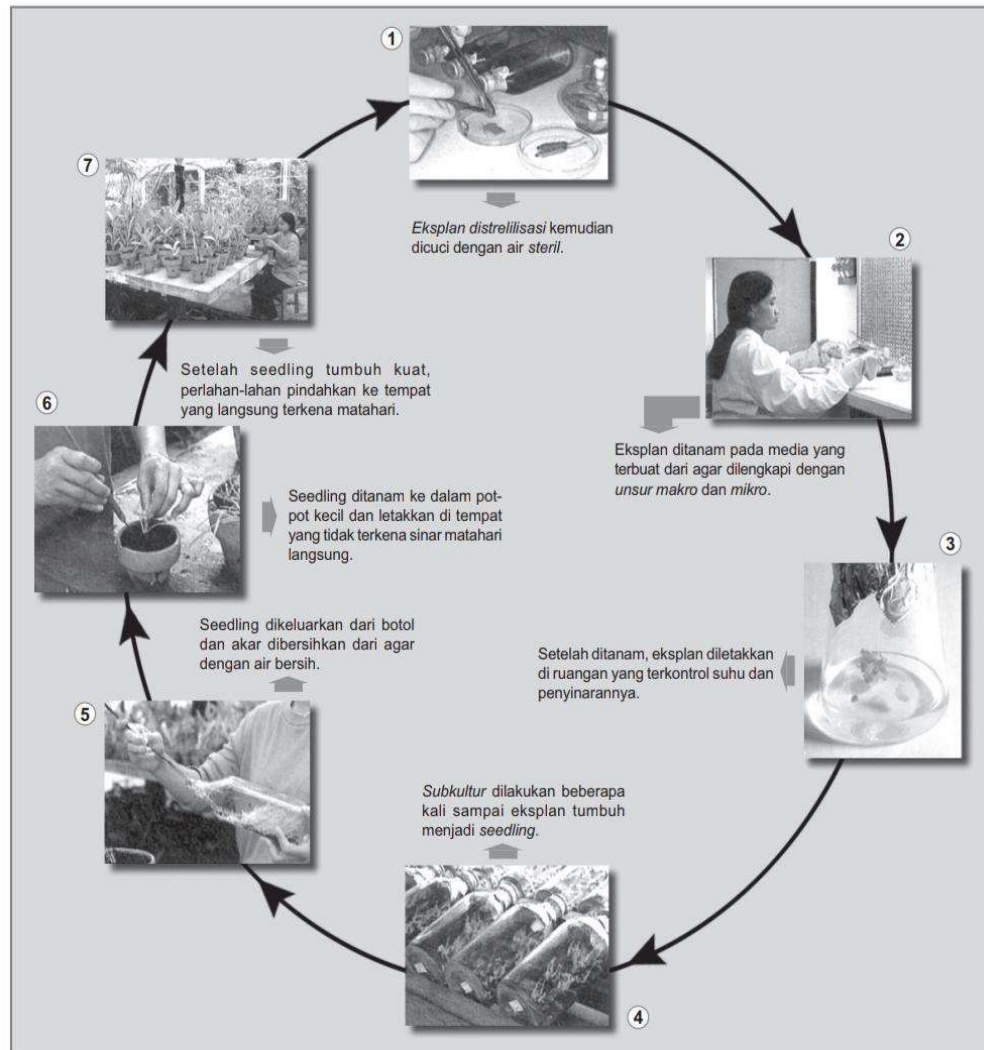 1
Eksplan distrelilisasi kemudian
dicuci dengan air steril.
2
Eksplan ditanam pada media yang
terbuat dari agar dilengkapi dengan
unsur makro dan mikro.
3
Setelah ditanam, eksplan diletakkan
di ruangan yang terkontrol suhu dan
penyinarannya.
4
Subkultur dilakukan beberapa
kali sampai eksplan tumbuh
menjadi seedling.
5
Seedling dikeluarkan dari botol
dan akar dibersihkan dari agar
dengan air bersih.
6
Seedling ditanam ke dalam pot-
pot kecil dan letakkan di tempat
yang tidak terkena sinar matahari
langsung.
7
Setelah seedling tumbuh kuat,
perlahan-lahan pindahkan ke tempat
yang langsung terkena matahari.